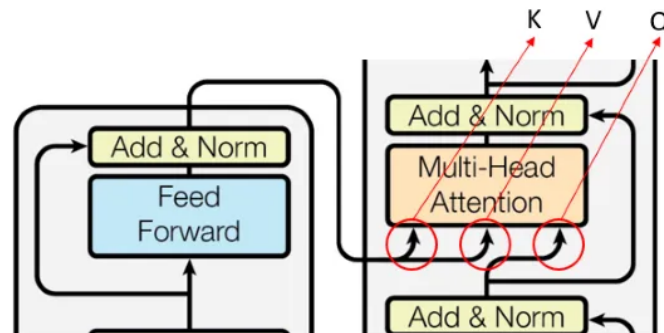 K V
Add & Norm
Feed
Forward
Add & Norm
Multi-Head
Attention
Add & Norm